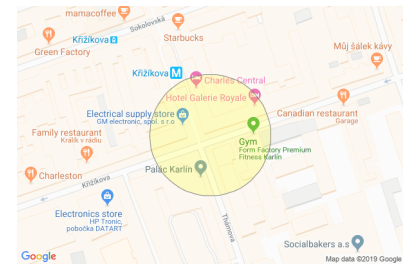 mamacoffee
Sokolovská
Křižíkova
Starbucks
Green Factory
Můj šálek kávy
Křižíkova M
Charles Central
Hotel Galerie Royale
Electrical supply store
GM electronic, spol. s r.o
Canadian restaurant
Garage
Family restaurant
Králík v rádiu
Gym
Form Factory Premium
Fitness Karlín
Palác Karlín
Charleston
Křižíkova
Electronics store
HP Tronic,
pobočka DATART
Thámova
Socialbakers a.s
Google
Map data ©2019 Google